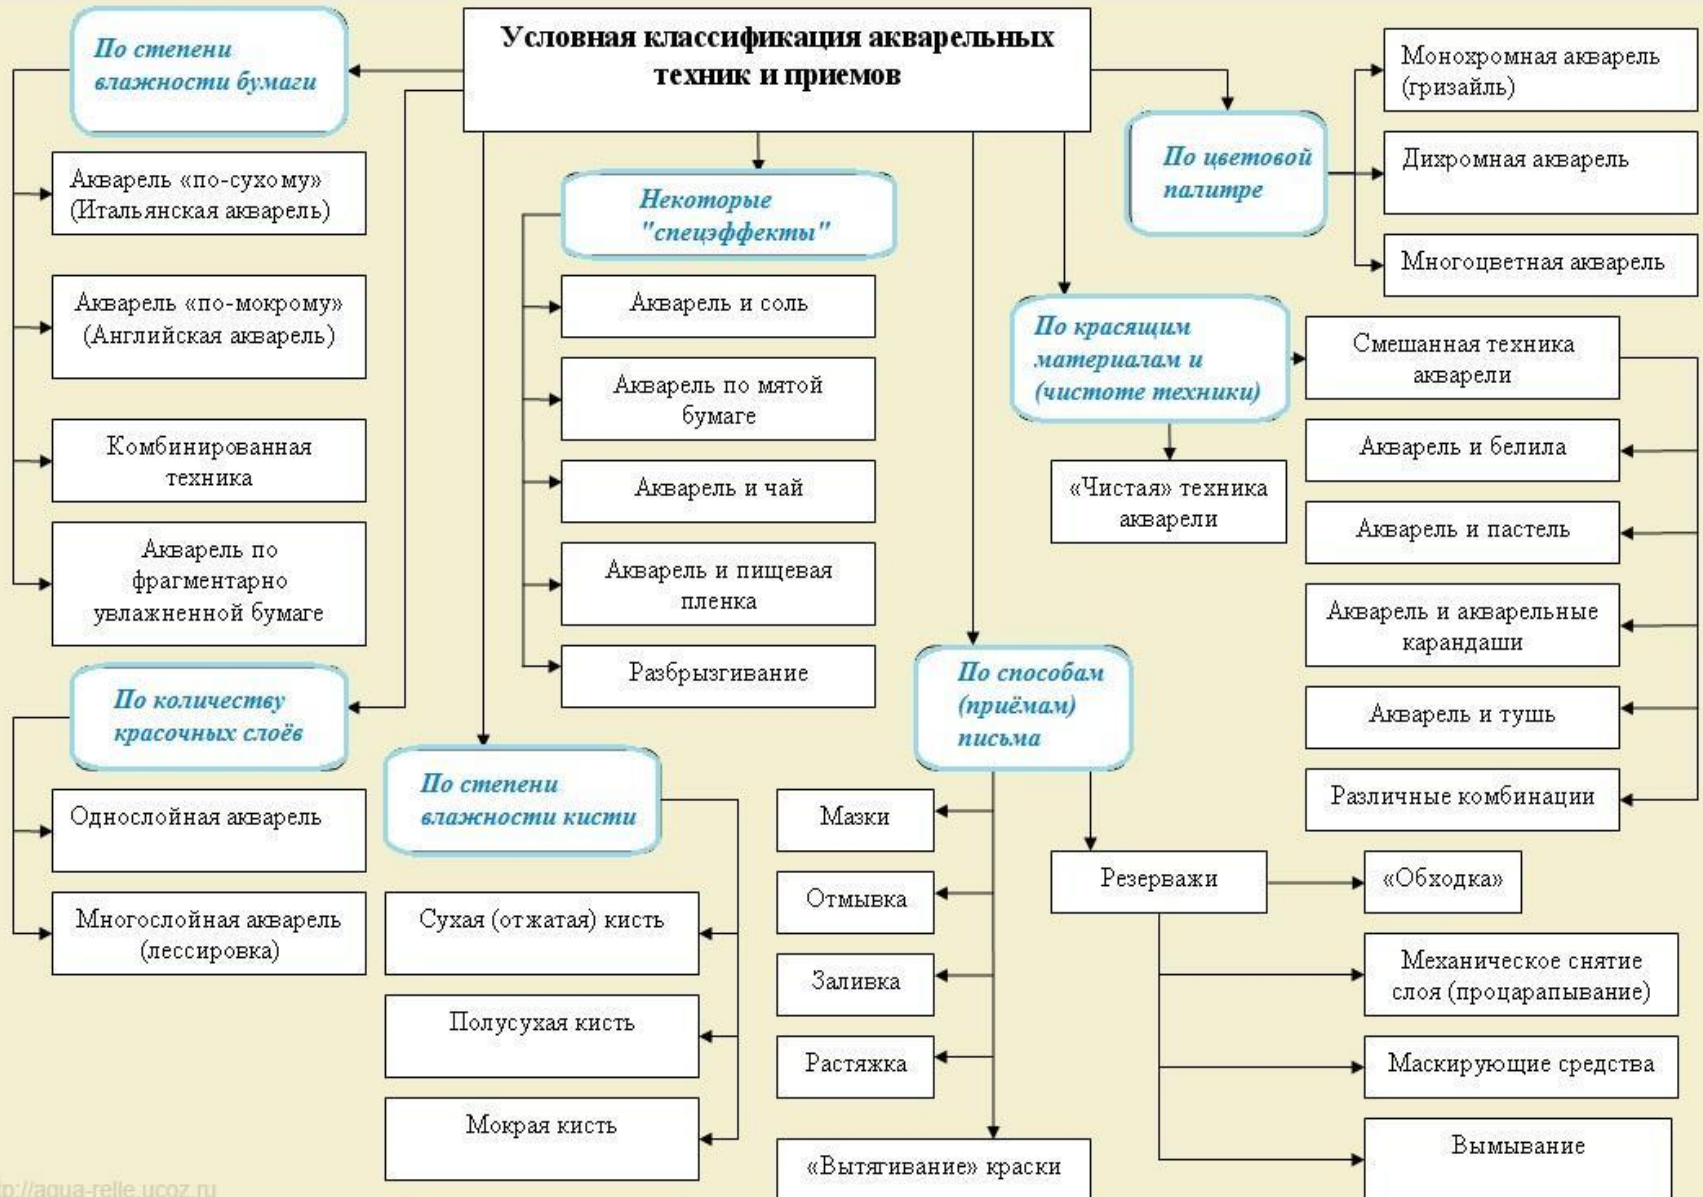 Условная классификация акварельных
техник и приемов
По степени
влажности бумаги
Акварель «по-сухому»
(Итальянская акварель)
Акварель «по-мокрому»
(Английская акварель)
Комбинированная
техника
Акварель по
фрагментарно
увлажненной бумаге
По количеству
красочных слоёв
Однослойная акварель
Многослойная акварель
(лессировка)
По степени
влажности кисти
Сухая (отжатая) кисть
Полусухая кисть
Мокрая кисть
Некоторые
"спецэффекты"
Акварель и соль
Акварель по мятой
бумаге
Акварель и чай
Акварель и пищевая
пленка
Разбрызгивание
По способам
(приёмам)
письма
Мазки
Отмывка
Заливка
Растяжка
«Вытягивание» краски
Резерважи
«Обходка»
Механическое снятие
слоя (процарапывание)
Маскирующие средства
Вымывание
По красящим
материалам и
(чистоте техники)
«Чистая» техника
акварели
Смешанная техника
акварели
Акварель и белила
Акварель и пастель
Акварель и акварельные
карандаши
Акварель и тушь
Различные комбинации
По цветовой
палитре
Монохромная акварель
(гризайль)
Дихромная акварель
Многоцветная акварель
tp://aqua-relle.ucoz.ru